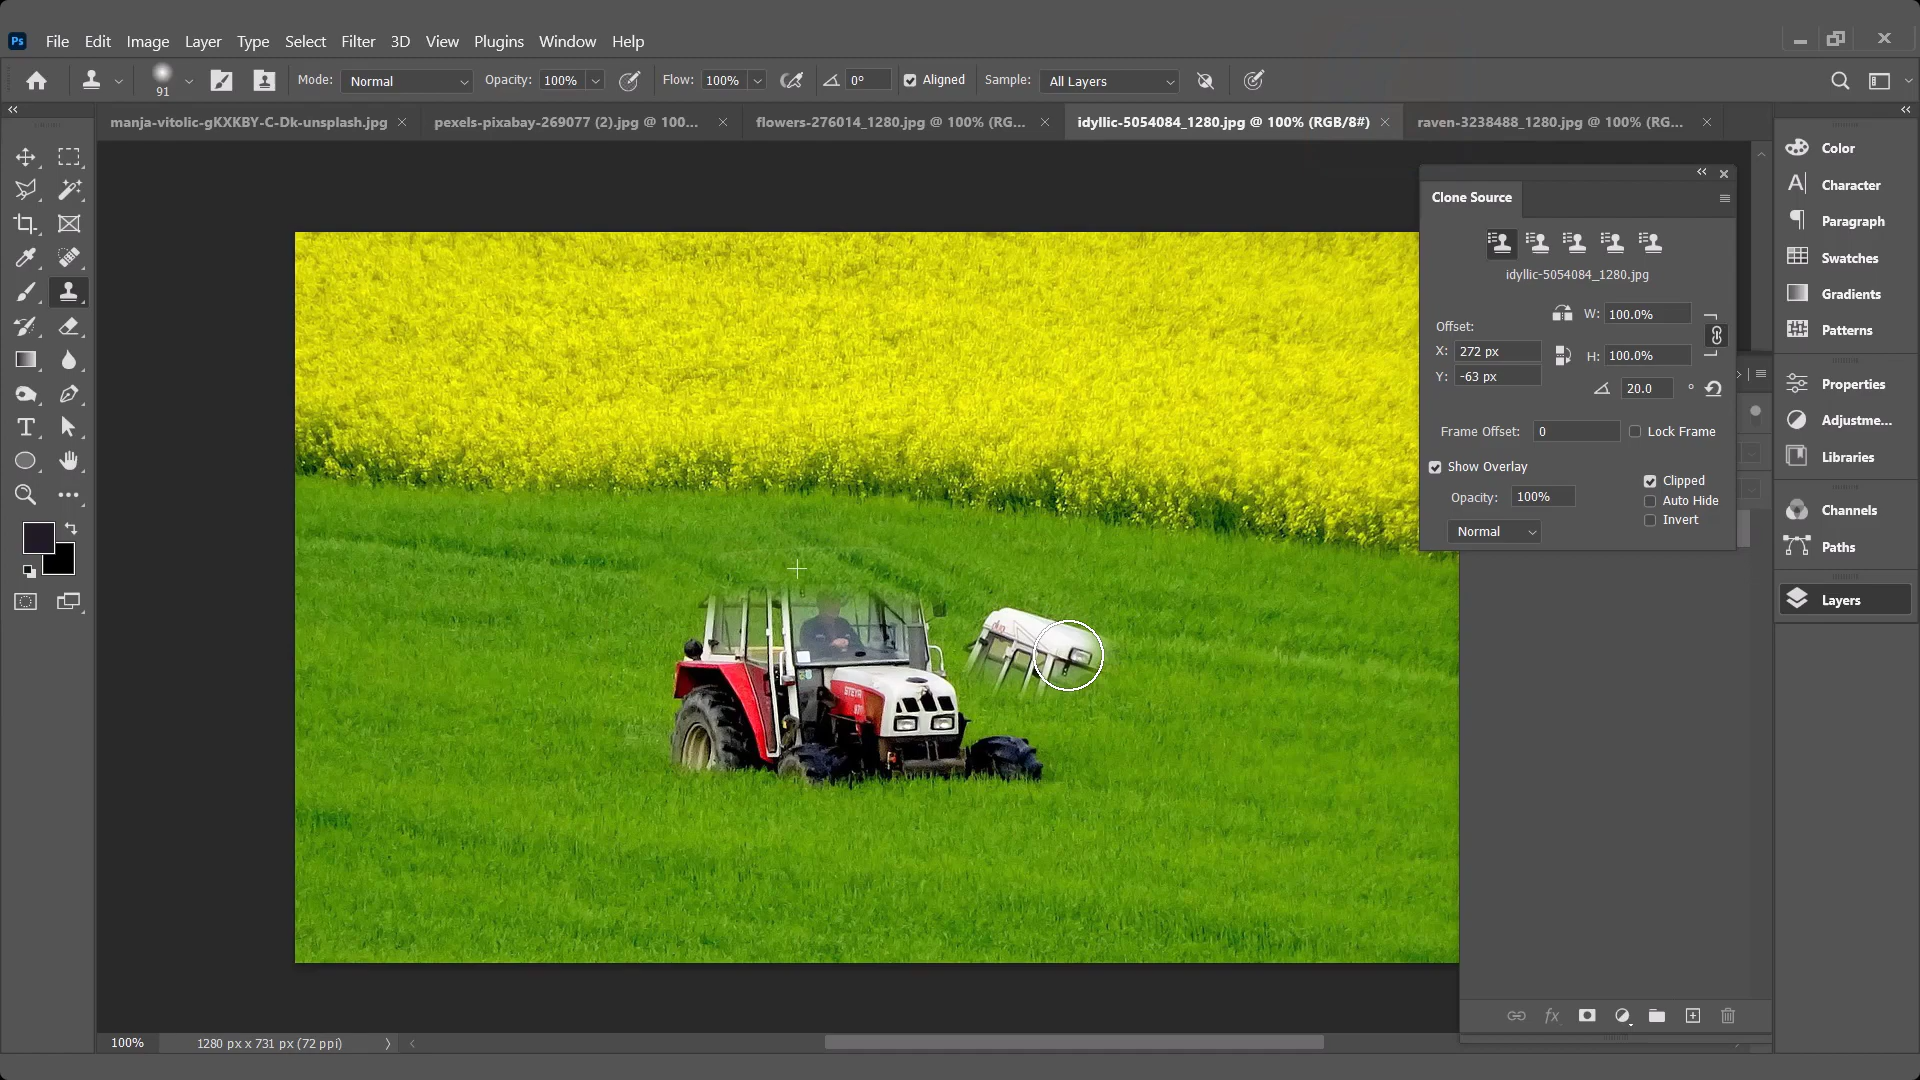 Ps File Edit Image Layer Type Select Filter 3D View Plugins Window Help
91 Mode: Normal Opacity: 100% Flow: 100% 0° Aligned Sample: All Layers
manja-vitolic-gKXKBY-C-Dk-unsplash.jpg pexels-pixabay-269077 (2).jpg @ 100... flowers-276014_1280.jpg @ 100% (RG... idyllic-5054084_1280.jpg @ 100% (RGB/8#) raven-3238488_1280.jpg @ 100% (RG...
Clone Source
idyllic-5054084_1280.jpg
Offset:
X: 272 px
Y: -63 px
W: 100.0%
H: 100.0%
20.0 °
Frame Offset: 0 Lock Frame
Show Overlay
Opacity: 100%
Normal
Clipped
Auto Hide
Invert
Color
Character
Paragraph
Swatches
Gradients
Patterns
Properties
Adjustme...
Libraries
Channels
Paths
Layers
STEYR
fx
100% 1280 px x 731 px (72 ppi)